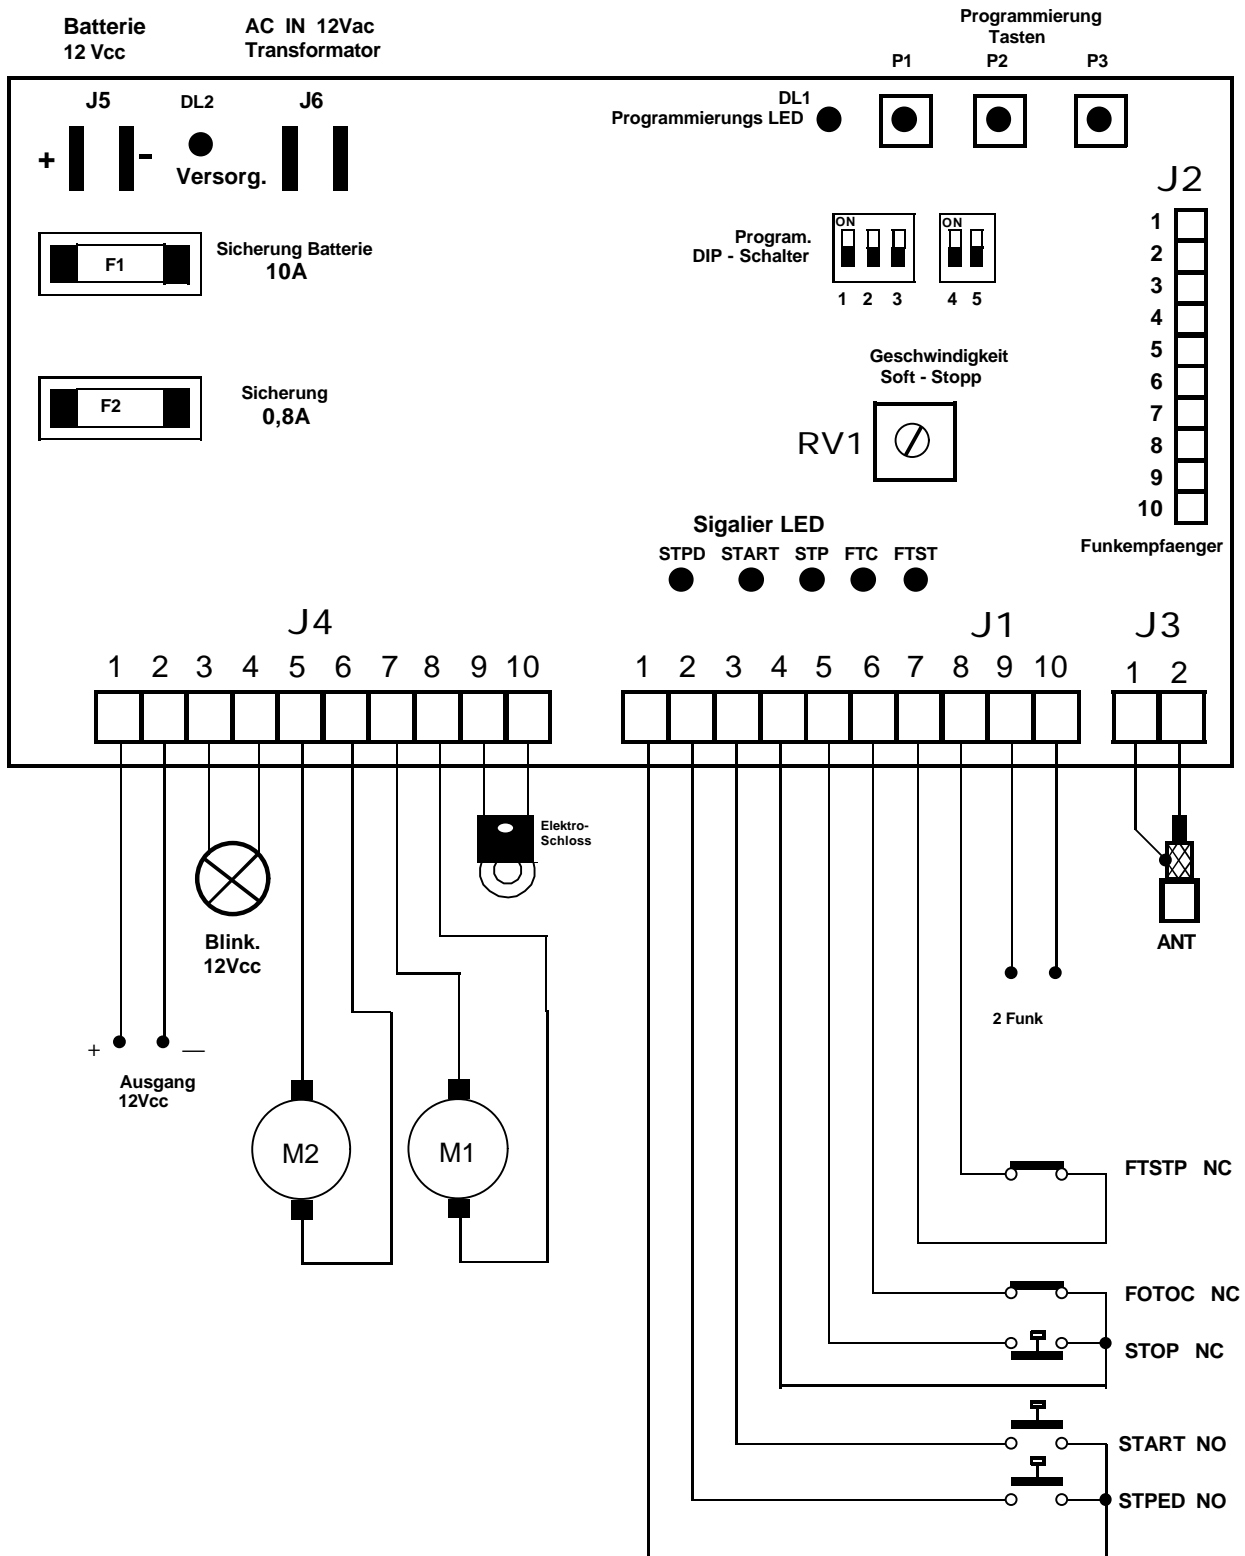 Batterie
12 Vcc
AC IN 12Vac
Transformator
Programmierung
Tasten
P1 P2 P3
J5 DL2 J6
DL1
Programmierungs LED
+ -
Versorg.
J2
F1
Sicherung Batterie
10A
Program.
DIP - Schalter
ON ON
1 2 3 4 5
1
2
3
4
5
6
7
8
9
10
Funkempfaenger
F2
Sicherung
0,8A
Geschwindigkeit
Soft - Stopp
RV1
Sigalier LED
STPD START STP FTC FTST
J4 J1 J3
1 2 3 4 5 6 7 8 9 10
1 2 3 4 5 6 7 8 9 10
1 2
Elektro-
Schloss
Blink.
12Vcc
ANT
2 Funk
+ —
Ausgang
12Vcc
M2 M1
FTSTP NC
FOTOC NC
STOP NC
START NO
STPED NO